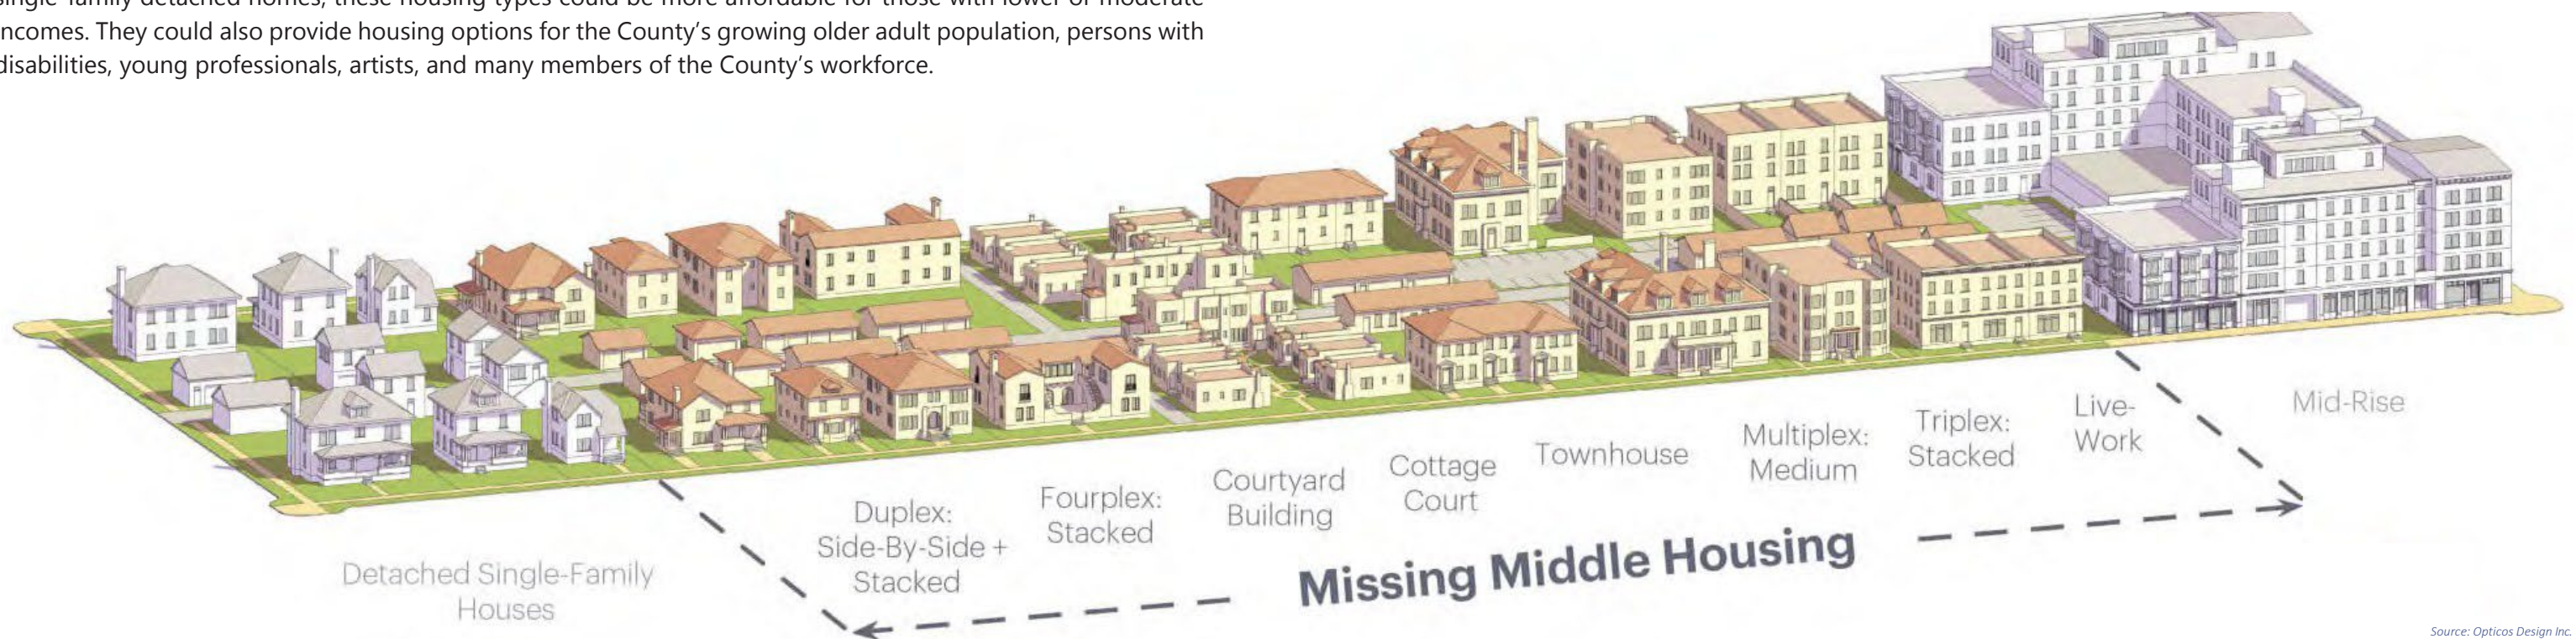 single-family detached homes, these housing types could be more affordable for those with lower or moderate
incomes. They could also provide housing options for the County’s growing older adult population, persons with
disabilities, young professionals, artists, and many members of the County’s workforce.
Detached Single-Family
Houses
Duplex:
Side-By-Side +
Stacked
Fourplex:
Stacked
Courtyard
Building
Cottage
Court
Townhouse
Multiplex:
Medium
Triplex:
Stacked
Live-
Work
Mid-Rise
Missing Middle Housing
Source: Opticos Design Inc.